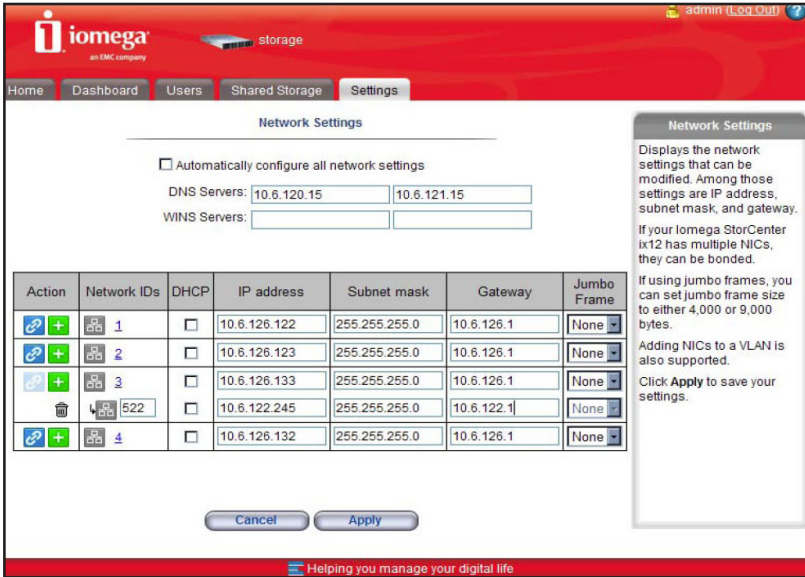 admin (Log Out)
iomega
an EMC company
storage
Home Dashboard Users Shared Storage Settings
Network Settings
Automatically configure all network settings
DNS Servers: 10.6.120.15 10.6.121.15
WINS Servers:
Action Network IDs DHCP IP address Subnet mask Gateway Jumbo Frame
1 10.6.126.122 255.255.255.0 10.6.126.1 None
2 10.6.126.123 255.255.255.0 10.6.126.1 None
3 10.6.126.133 255.255.255.0 10.6.126.1 None
522 10.6.122.245 255.255.255.0 10.6.122.1 None
4 10.6.126.132 255.255.255.0 10.6.126.1 None
Cancel Apply
Network Settings
Displays the network
settings that can be
modified. Among those
settings are IP address,
subnet mask, and gateway.
If your Iomega StorCenter
ix12 has multiple NICs,
they can be bonded.
If using jumbo frames, you
can set jumbo frame size
to either 4,000 or 9,000
bytes.
Adding NICs to a VLAN is
also supported.
Click Apply to save your
settings.
Helping you manage your digital life